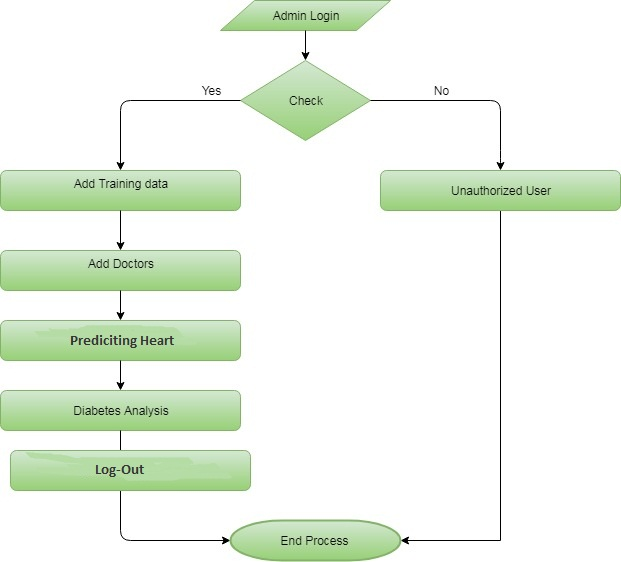 Admin Login
Check
Yes
No
Add Training data
Unauthorized User
Add Doctors
Prediciting Heart
Diabetes Analysis
Log-Out
End Process